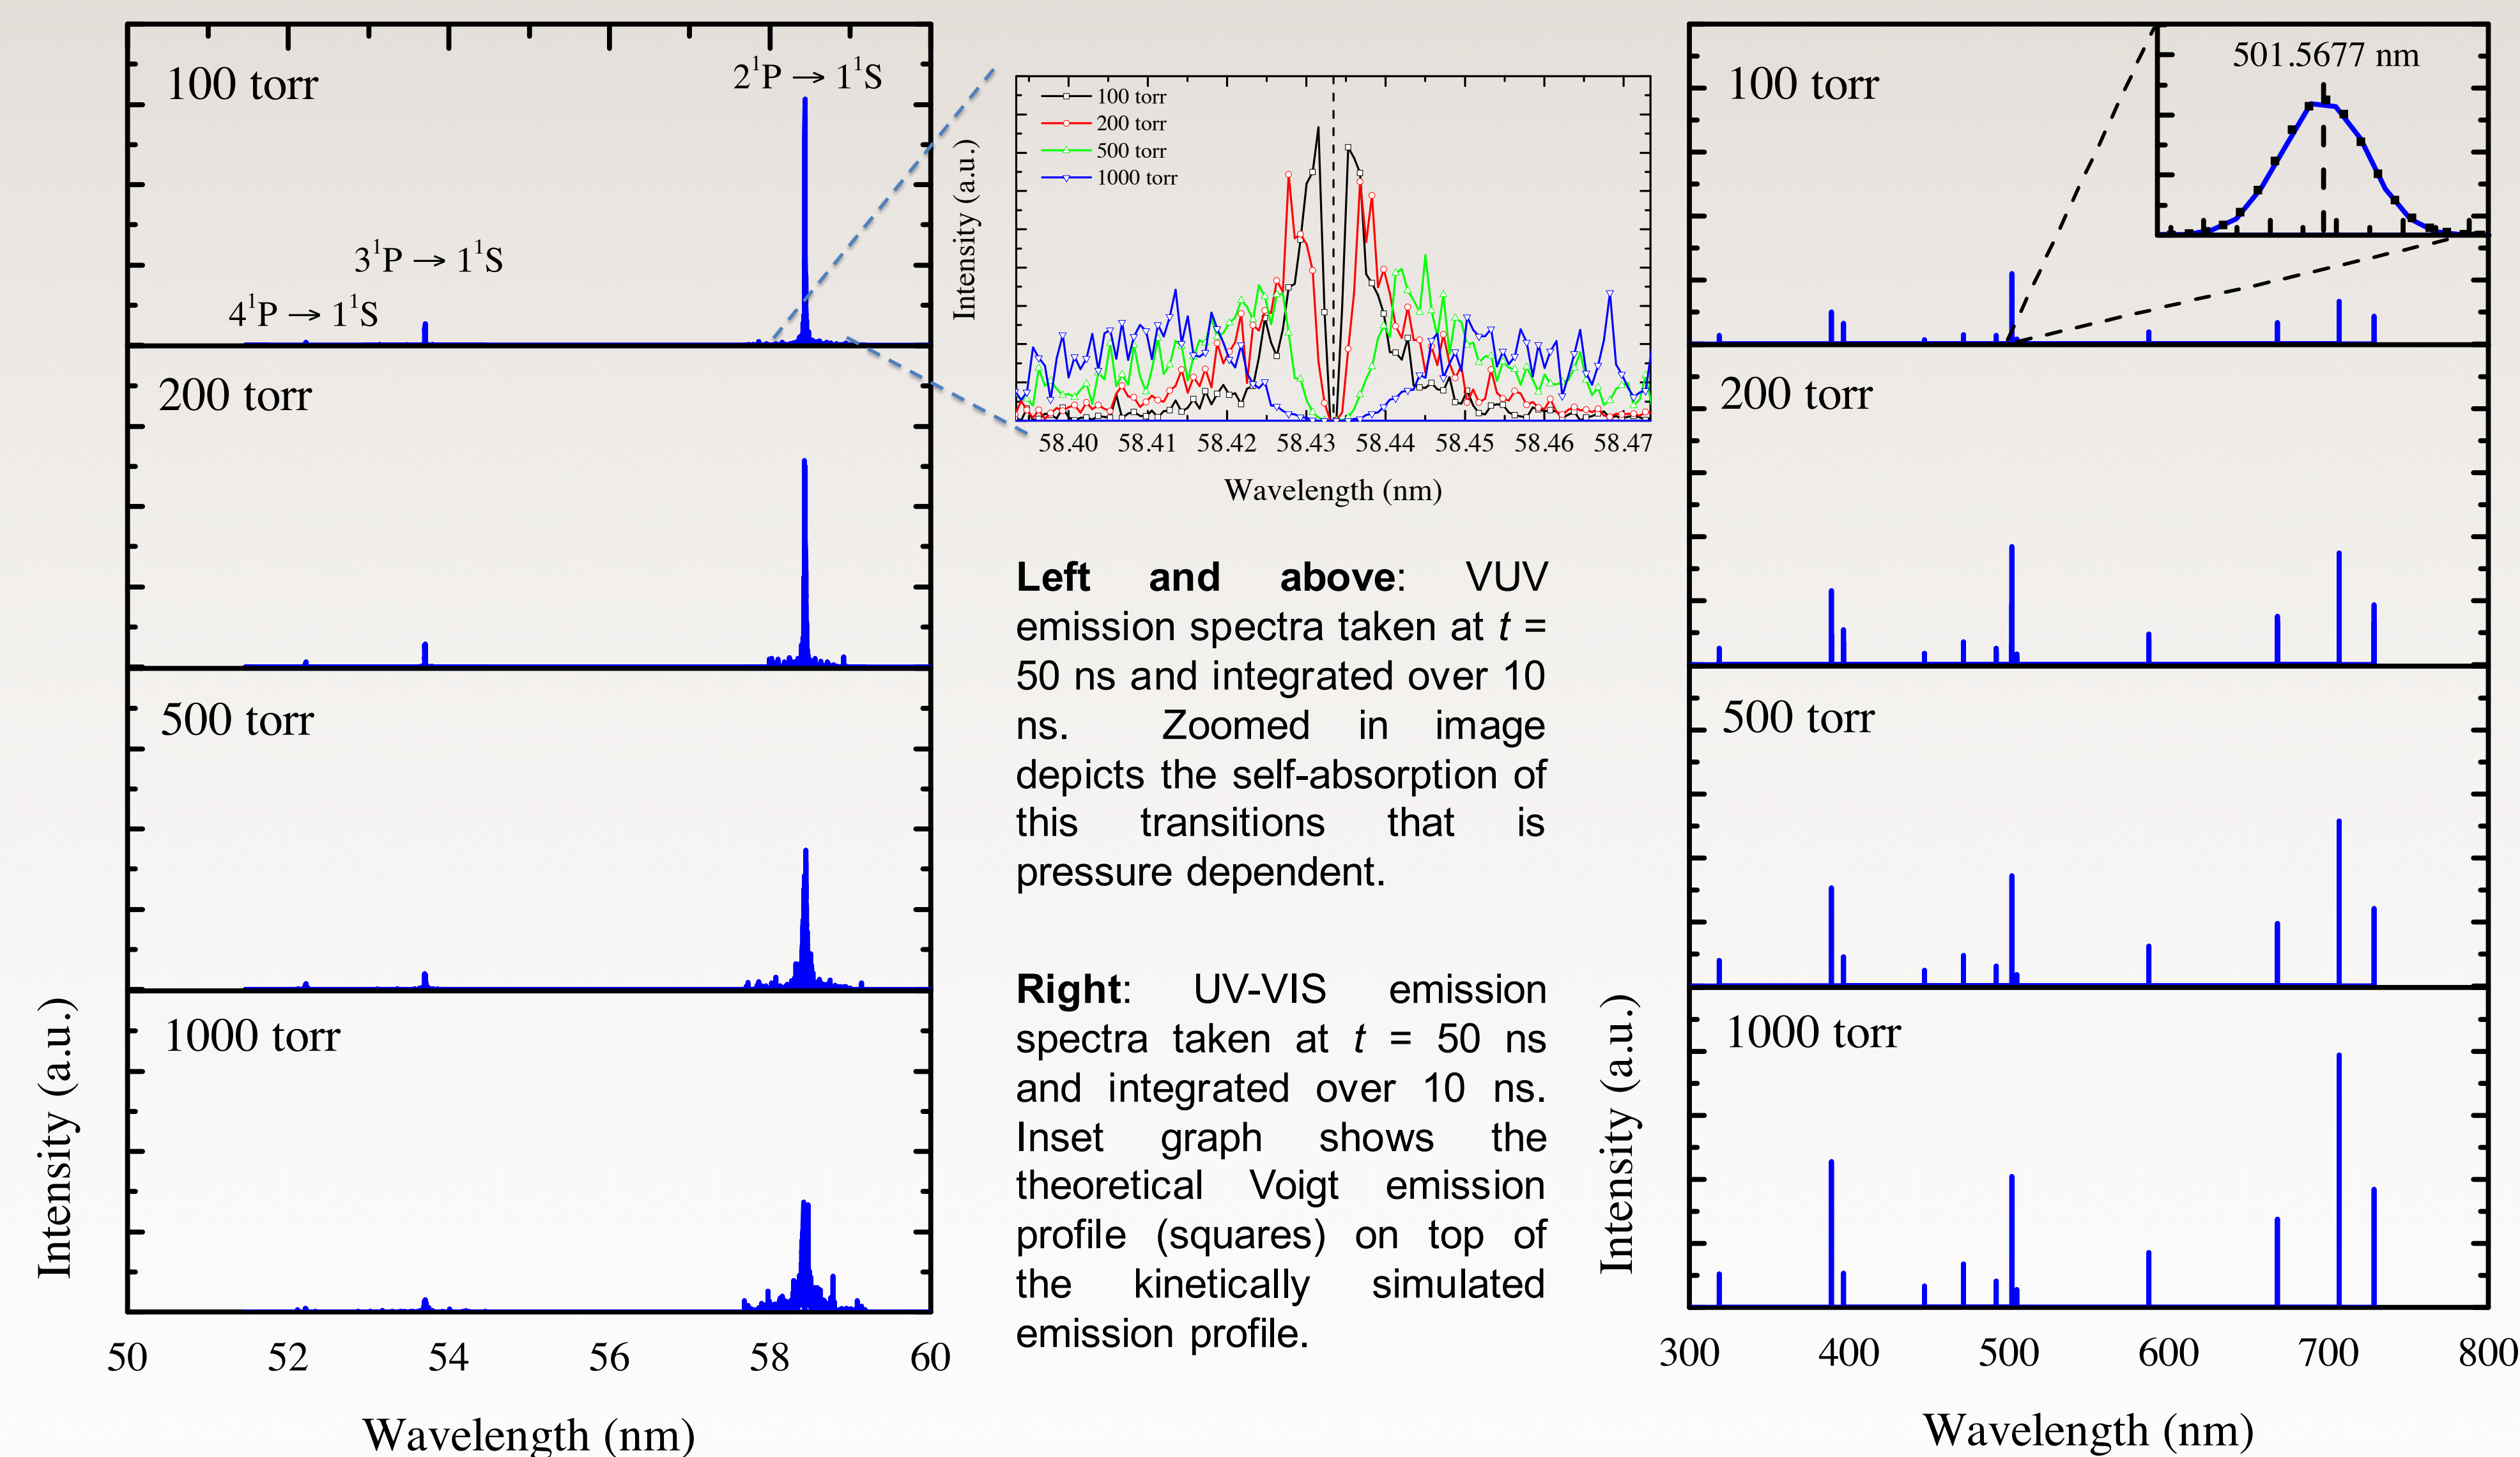 100 torr
2¹P → 1¹S
3¹P → 1¹S
4¹P → 1¹S
200 torr
500 torr
1000 torr
Intensity (a.u.)
50 52 54 56 58 60
Wavelength (nm)
100 torr
200 torr
500 torr
1000 torr
Intensity (a.u.)
58.40 58.41 58.42 58.43 58.44 58.45 58.46 58.47
Wavelength (nm)
Left and above: VUV
emission spectra taken at t =
50 ns and integrated over 10
ns. Zoomed in image
depicts the self-absorption of
this transitions that is
pressure dependent.
Right: UV-VIS emission
spectra taken at t = 50 ns
and integrated over 10 ns.
Inset graph shows the
theoretical Voigt emission
profile (squares) on top of
the kinetically simulated
emission profile.
100 torr
501.5677 nm
200 torr
500 torr
1000 torr
Intensity (a.u.)
300 400 500 600 700 800
Wavelength (nm)